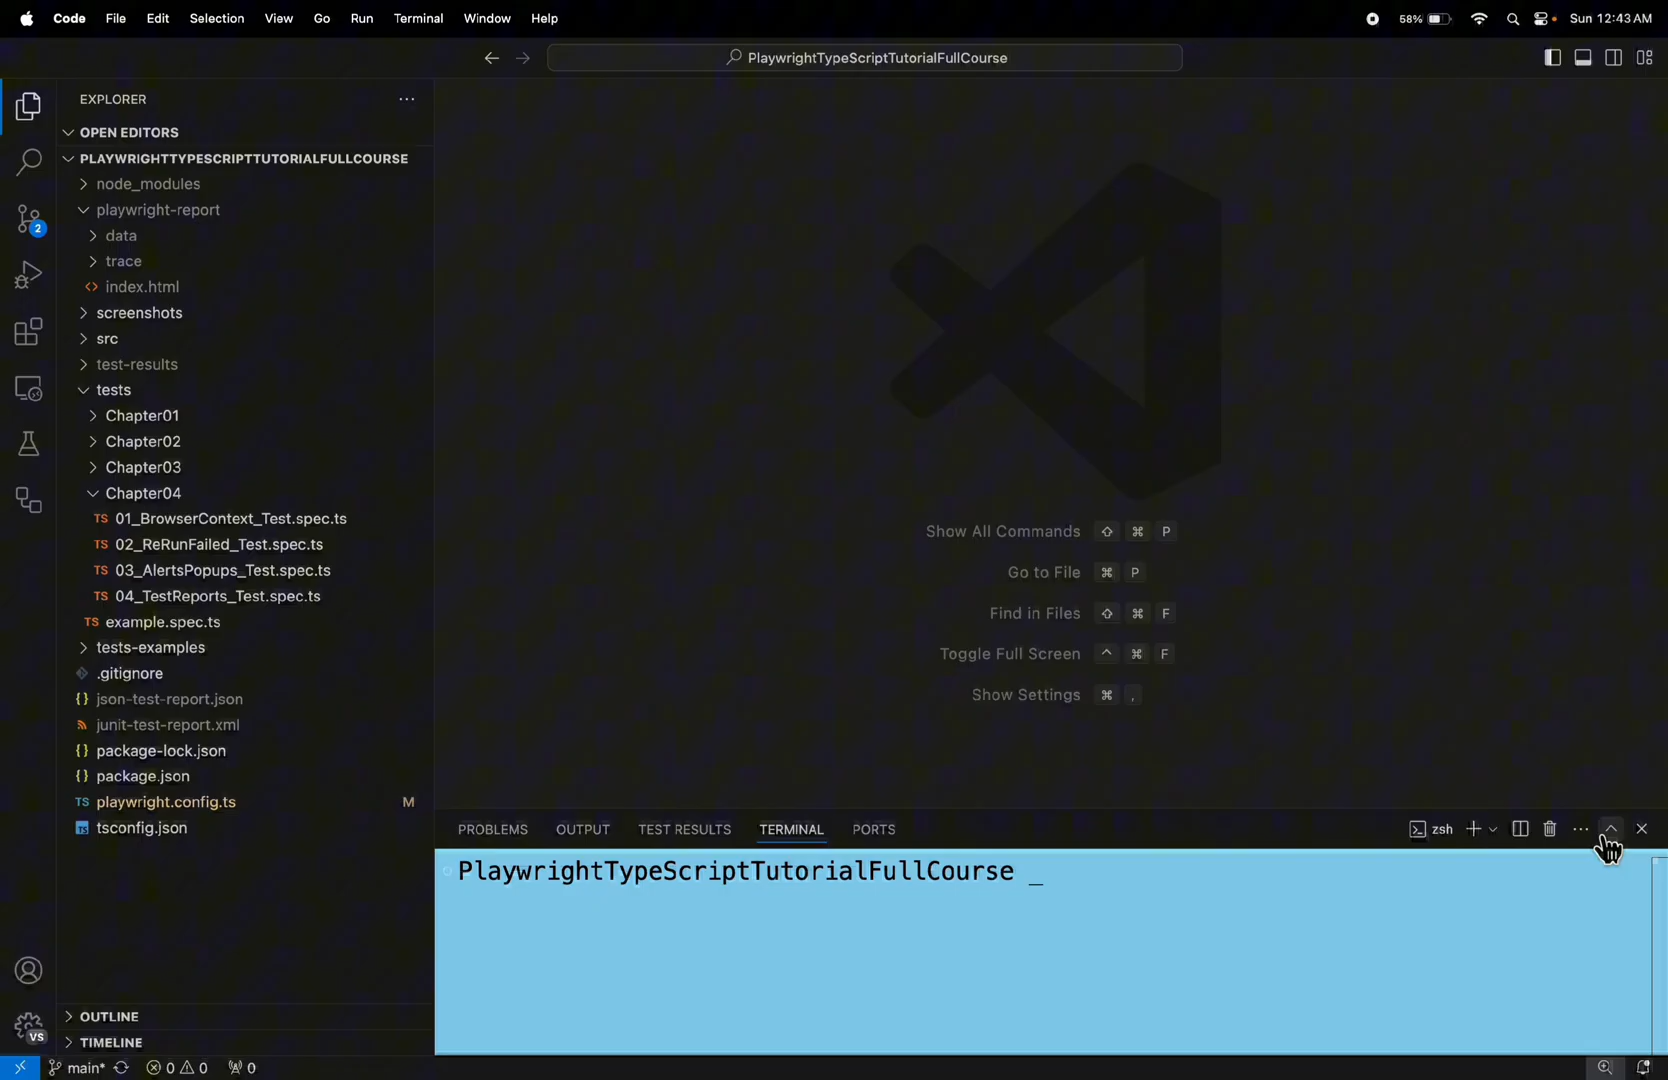 Code File Edit Selection View Go Run Terminal Window Help
58% Sun 12:43 AM
PlaywrightTypeScriptTutorialFullCourse
EXPLORER
OPEN EDITORS
PLAYWRIGHTTYPESCRIPTTUTORIALFULLCOURSE
node_modules
playwright-report
data
trace
<> index.html
screenshots
src
test-results
tests
Chapter01
Chapter02
Chapter03
Chapter04
TS 01_BrowserContext_Test.spec.ts
TS 02_ReRunFailed_Test.spec.ts
TS 03_AlertsPopups_Test.spec.ts
TS 04_TestReports_Test.spec.ts
TS example.spec.ts
tests-examples
.gitignore
{} json-test-report.json
junit-test-report.xml
{} package-lock.json
{} package.json
TS playwright.config.ts M
TS tsconfig.json
OUTLINE
TIMELINE
2
VS
Show All Commands ⇧ ⌘ P
Go to File ⌘ P
Find in Files ⇧ ⌘ F
Toggle Full Screen ^ ⌘ F
Show Settings ⌘ ,
PROBLEMS OUTPUT TEST RESULTS TERMINAL PORTS
zsh
PlaywrightTypeScriptTutorialFullCourse _
main* 0 0 0